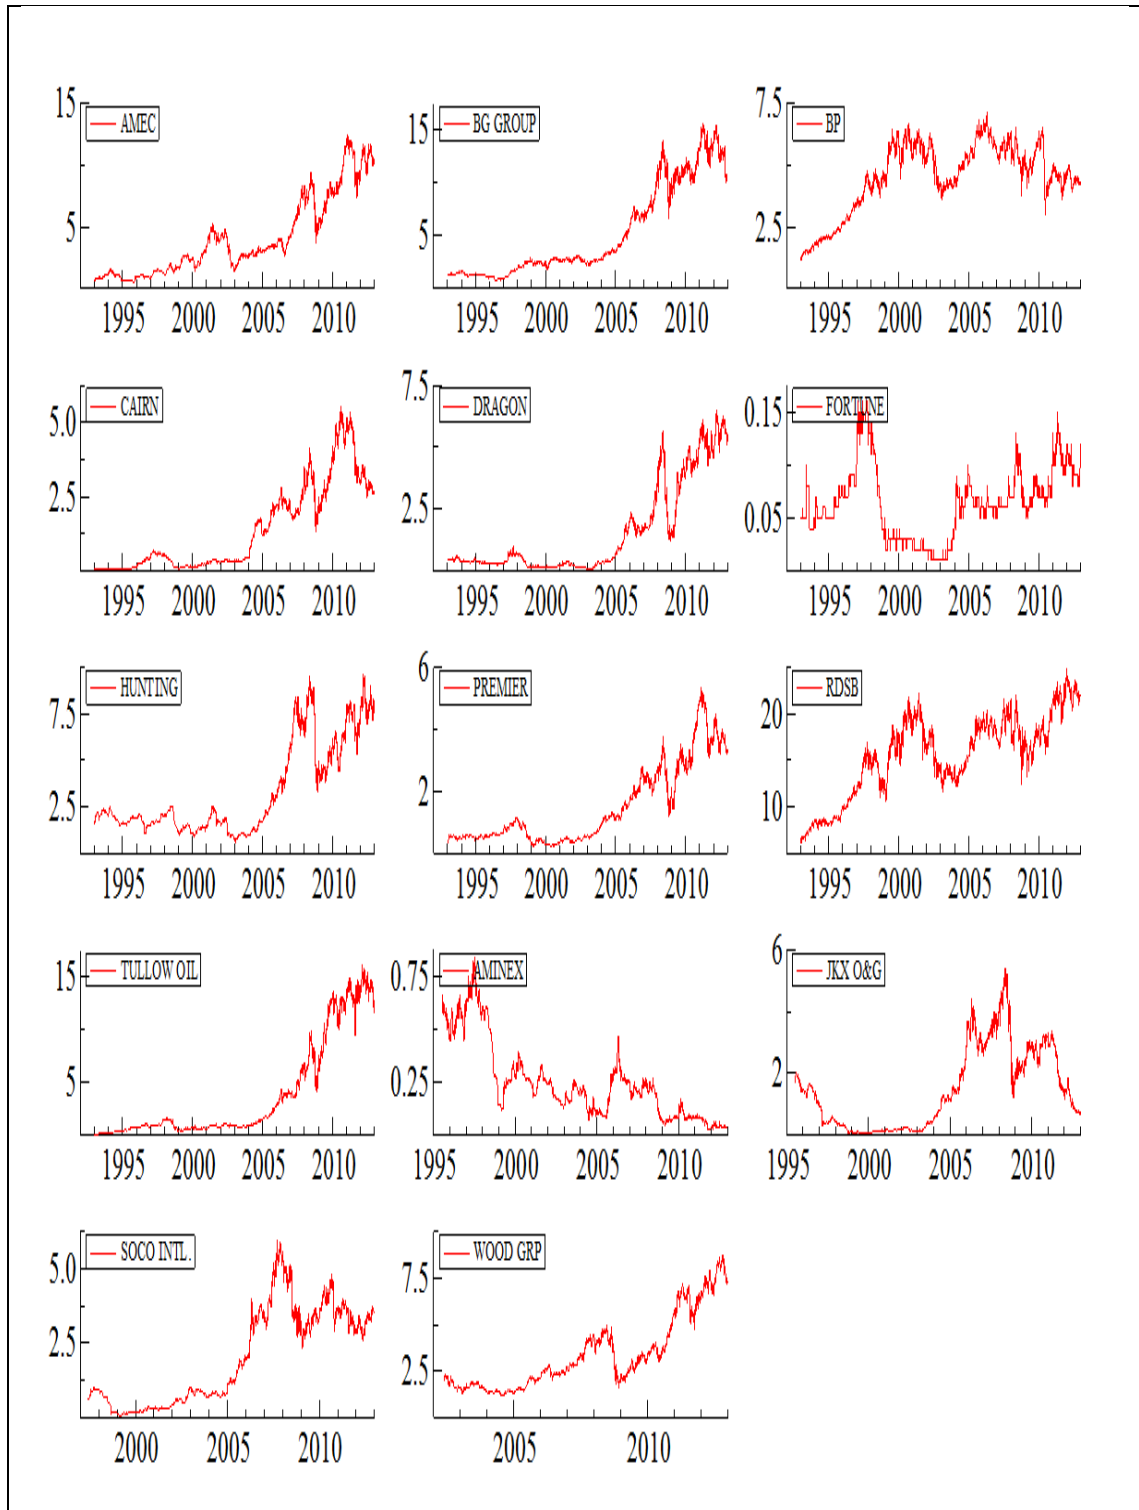 AMEC
15
5
1995 2000 2005 2010
BG GROUP
15
5
1995 2000 2005 2010
BP
7.5
2.5
1995 2000 2005 2010
CAIRN
5.0
2.5
1995 2000 2005 2010
DRAGON
7.5
2.5
1995 2000 2005 2010
FORTUNE
0.15
0.05
1995 2000 2005 2010
HUNTING
7.5
2.5
1995 2000 2005 2010
PREMIER
6
2
1995 2000 2005 2010
RDSB
20
10
1995 2000 2005 2010
TULLOW OIL
15
5
1995 2000 2005 2010
AMINEX
0.75
0.25
1995 2000 2005 2010
JKX O&G
6
2
1995 2000 2005 2010
SOCO INTL.
5.0
2.5
2000 2005 2010
WOOD GRP
7.5
2.5
2005 2010